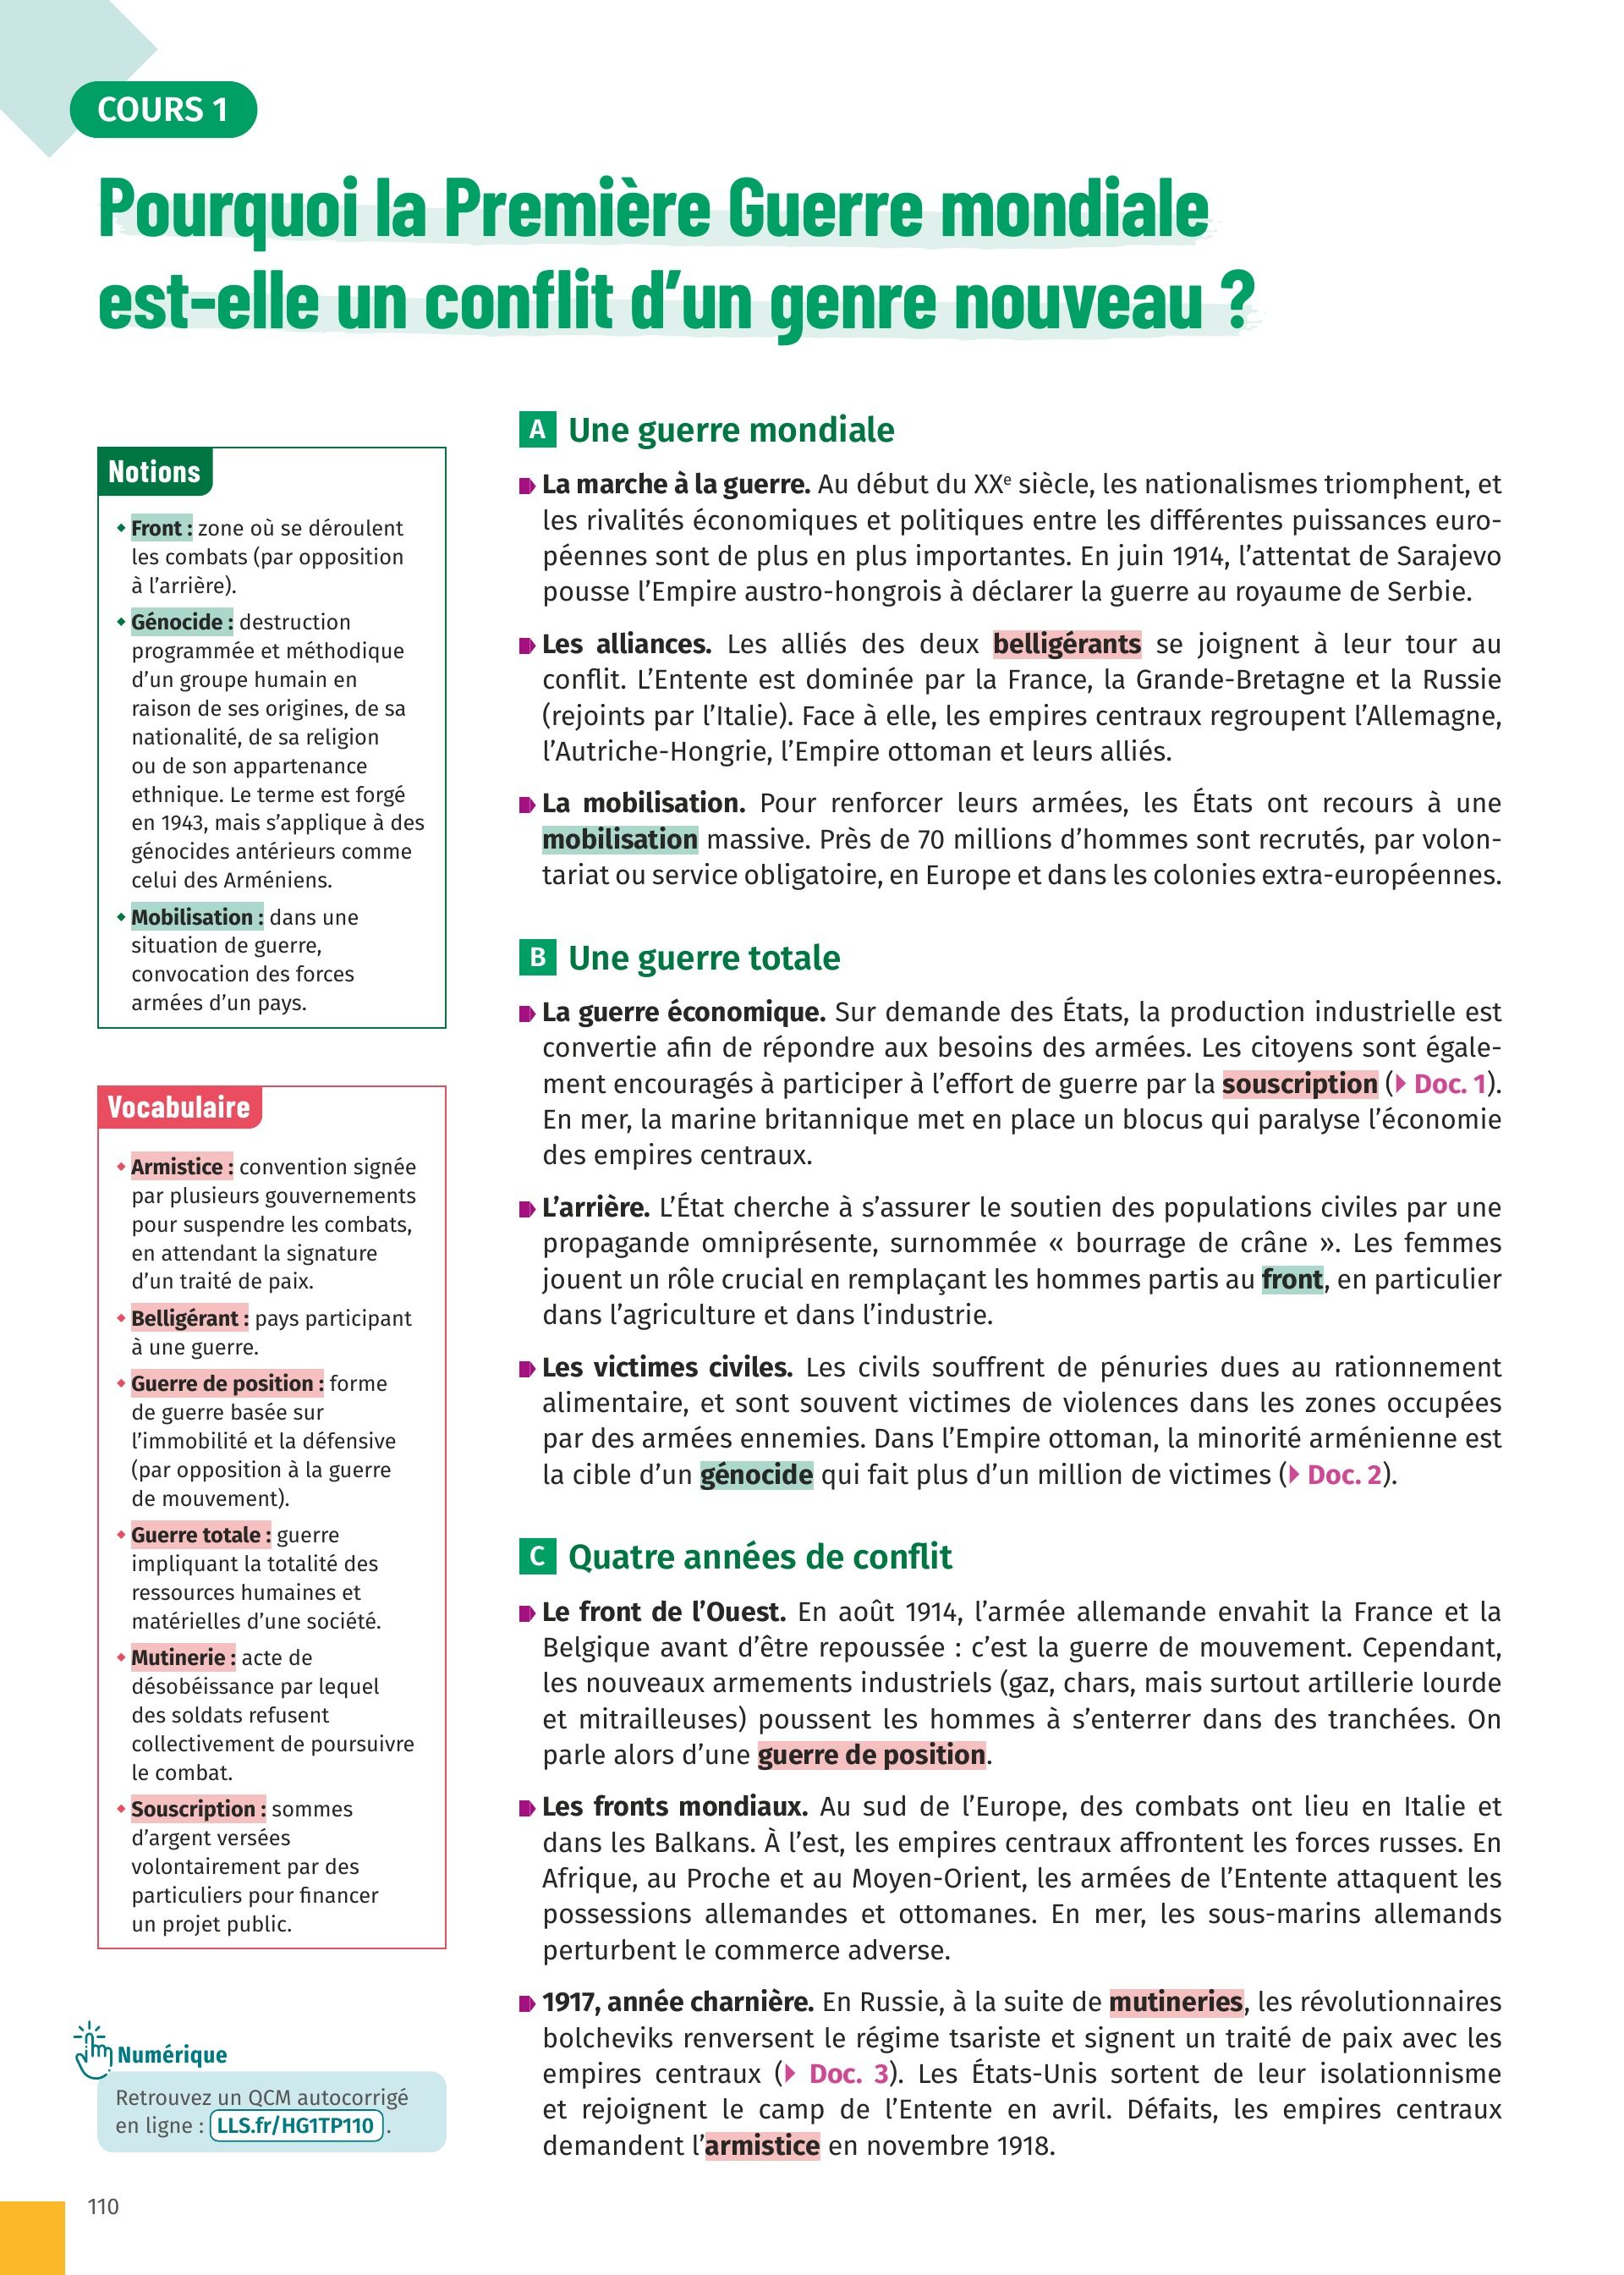 COURS 1
Pourquoi la Première Guerre mondiale
est-elle un conflit d'un genre nouveau ?
Notions
Front : zone où se déroulent
les combats (par opposition
à l'arrière).
Génocide : destruction
programmée et méthodique
d'un groupe humain en
raison de ses origines, de sa
nationalité, de sa religion
ou de son appartenance
ethnique. Le terme est forgé
en 1943, mais s'applique à des
génocides antérieurs comme
celui des Arméniens.
Mobilisation : dans une
situation de guerre,
convocation des forces
armées d'un pays.
Vocabulaire
Armistice : convention signée
par plusieurs gouvernements
pour suspendre les combats,
en attendant la signature
d'un traité de paix.
Belligérant : pays participant
à une guerre.
Guerre de position : forme
de guerre basée sur
l'immobilité et la défensive
(par opposition à la guerre
de mouvement).
Guerre totale : guerre
impliquant la totalité des
ressources humaines et
matérielles d'une société.
Mutinerie : acte de
désobéissance par lequel
des soldats refusent
collectivement de poursuivre
le combat.
Souscription : sommes
d'argent versées
volontairement par des
particuliers pour financer
un projet public.
Numérique
Retrouvez un QCM autocorrigé
en ligne : LLS.fr/HG1TP110 .
A Une guerre mondiale
La marche à la guerre. Au début du XXe siècle, les nationalismes triomphent, et
les rivalités économiques et politiques entre les différentes puissances euro-
péennes sont de plus en plus importantes. En juin 1914, l'attentat de Sarajevo
pousse l'Empire austro-hongrois à déclarer la guerre au royaume de Serbie.
Les alliances. Les alliés des deux belligérants se joignent à leur tour au
conflit. L'Entente est dominée par la France, la Grande-Bretagne et la Russie
(rejoints par l'Italie). Face à elle, les empires centraux regroupent l'Allemagne,
l'Autriche-Hongrie, l'Empire ottoman et leurs alliés.
La mobilisation. Pour renforcer leurs armées, les États ont recours à une
mobilisation massive. Près de 70 millions d'hommes sont recrutés, par volon-
tariat ou service obligatoire, en Europe et dans les colonies extra-européennes.
B Une guerre totale
La guerre économique. Sur demande des États, la production industrielle est
convertie afin de répondre aux besoins des armées. Les citoyens sont égale-
ment encouragés à participer à l'effort de guerre par la souscription (▶ Doc. 1).
En mer, la marine britannique met en place un blocus qui paralyse l'économie
des empires centraux.
L'arrière. L'État cherche à s'assurer le soutien des populations civiles par une
propagande omniprésente, surnommée « bourrage de crâne ». Les femmes
jouent un rôle crucial en remplaçant les hommes partis au front, en particulier
dans l'agriculture et dans l'industrie.
Les victimes civiles. Les civils souffrent de pénuries dues au rationnement
alimentaire, et sont souvent victimes de violences dans les zones occupées
par des armées ennemies. Dans l'Empire ottoman, la minorité arménienne est
la cible d'un génocide qui fait plus d'un million de victimes (▶ Doc. 2).
C Quatre années de conflit
Le front de l'Ouest. En août 1914, l'armée allemande envahit la France et la
Belgique avant d'être repoussée : c'est la guerre de mouvement. Cependant,
les nouveaux armements industriels (gaz, chars, mais surtout artillerie lourde
et mitrailleuses) poussent les hommes à s'enterrer dans des tranchées. On
parle alors d'une guerre de position.
Les fronts mondiaux. Au sud de l'Europe, des combats ont lieu en Italie et
dans les Balkans. À l'est, les empires centraux affrontent les forces russes. En
Afrique, au Proche et au Moyen-Orient, les armées de l'Entente attaquent les
possessions allemandes et ottomanes. En mer, les sous-marins allemands
perturbent le commerce adverse.
1917, année charnière. En Russie, à la suite de mutineries, les révolutionnaires
bolcheviks renversent le régime tsariste et signent un traité de paix avec les
empires centraux (▶ Doc. 3). Les États-Unis sortent de leur isolationnisme
et rejoignent le camp de l'Entente en avril. Défaits, les empires centraux
demandent l'armistice en novembre 1918.
110